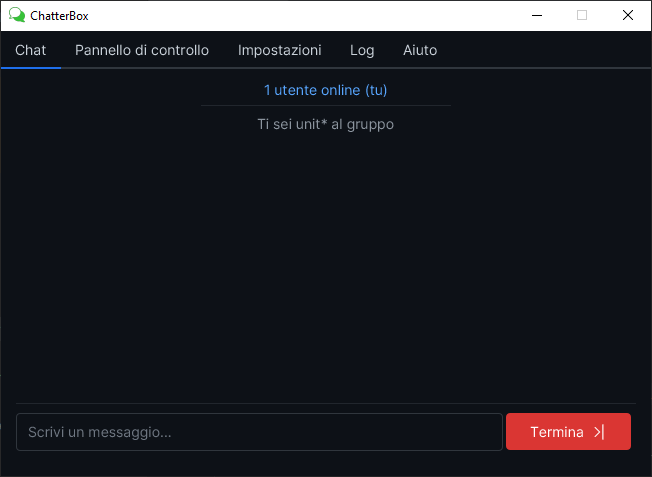 ChatterBox
Chat Pannello di controllo Impostazioni Log Aiuto
1 utente online (tu)
Ti sei unit* al gruppo
Scrivi un messaggio...
Termina